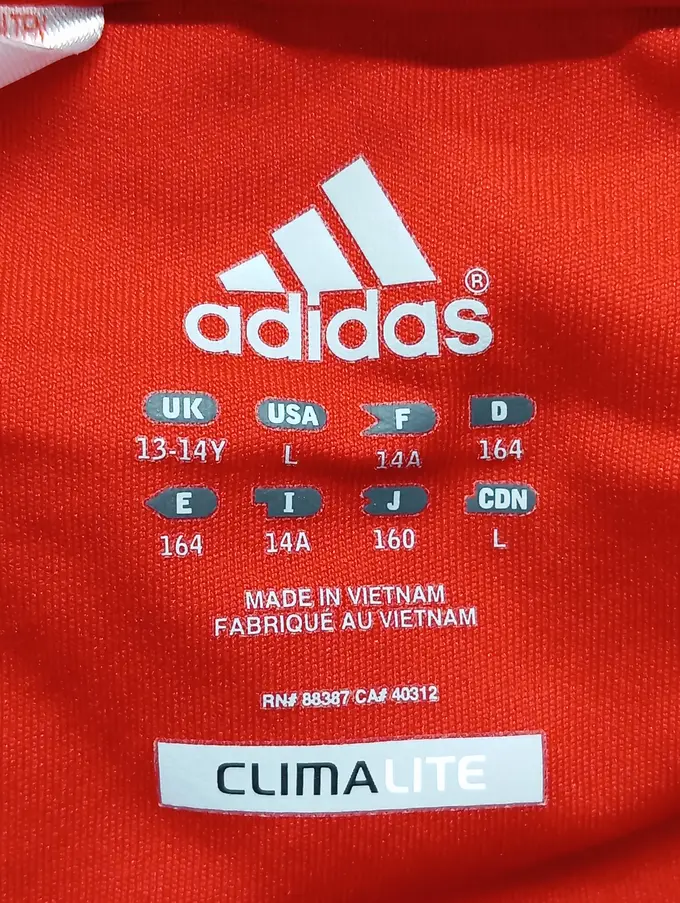 adidas®
UK USA F D
13-14Y L 14A 164
E I J CDN
164 14A 160 L
MADE IN VIETNAM
FABRIQUÉ AU VIETNAM
RN# 88387 CA# 40312
CLIMALITE